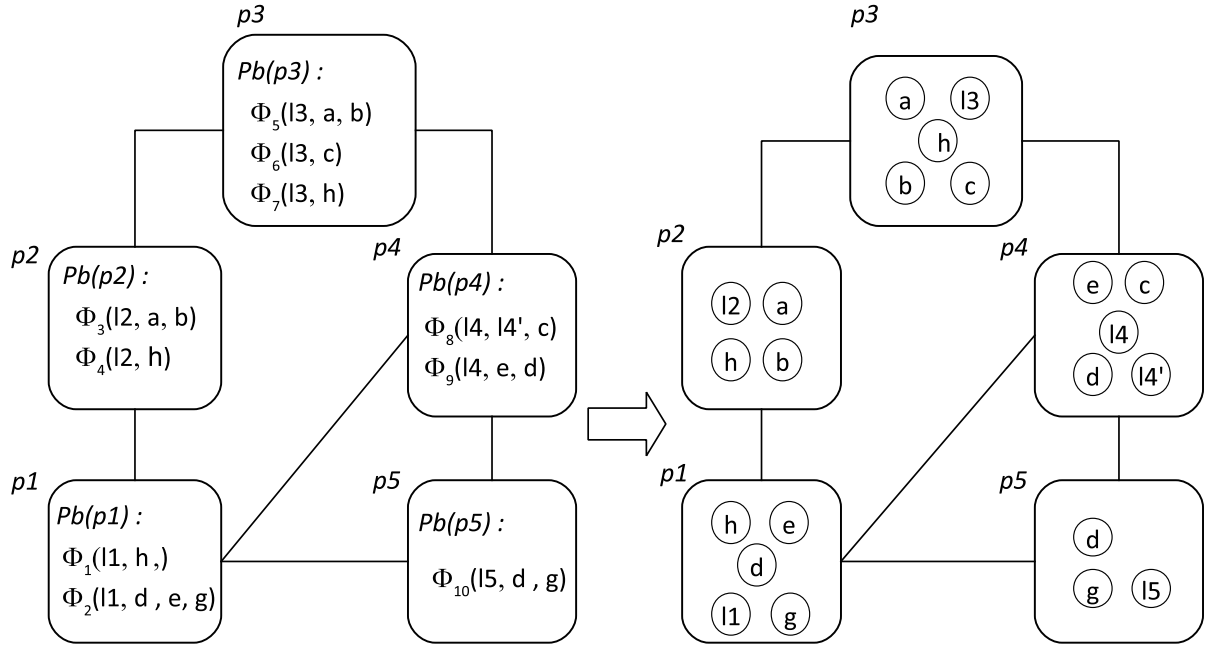 p3
Pb(p3) :
Φ5(l3, a, b)
Φ6(l3, c)
Φ7(l3, h)
p2
Pb(p2) :
Φ3(l2, a, b)
Φ4(l2, h)
p4
Pb(p4) :
Φ8(l4, l4', c)
Φ9(l4, e, d)
p1
Pb(p1) :
Φ1(l1, h ,)
Φ2(l1, d , e, g)
p5
Pb(p5) :
Φ10(l5, d , g)
p3
a l3
h
b c
p2
l2 a
h b
p4
e c
l4
d l4'
p1
h e
d
l1 g
p5
d
g l5